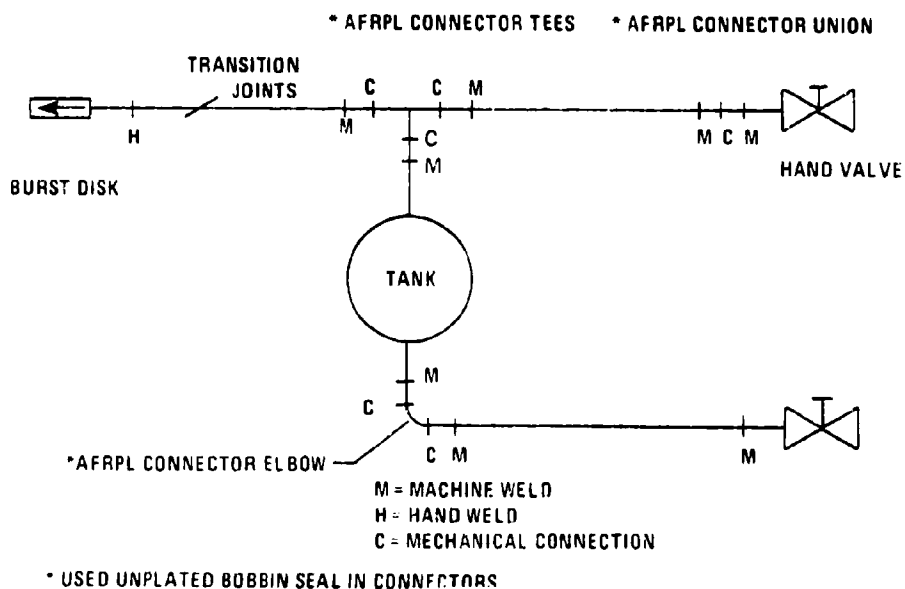 * AFRPL CONNECTOR TEES * AFRPL CONNECTOR UNION
TRANSITION
JOINTS
C C M
H M C M C M
M
BURST DISK
HAND VALVE
TANK
M
C
*AFRPL CONNECTOR ELBOW
C M M
M = MACHINE WELD
H = HAND WELD
C = MECHANICAL CONNECTION
* USED UNPLATED BOBBIN SEAL IN CONNECTORS